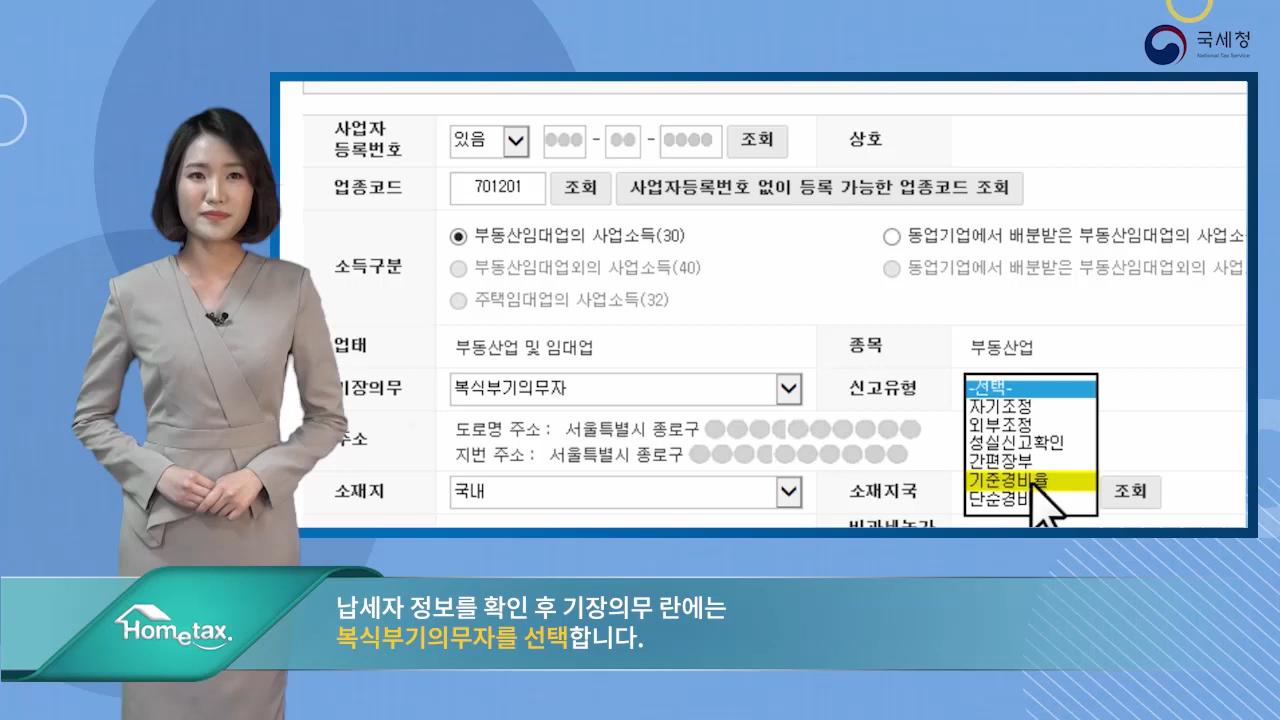 국세청
National Tax Service
사업자
등록번호
있음
-
-
조회
상호
업종코드
701201
조회
사업자등록번호 없이 등록 가능한 업종코드 조회
소득구분
부동산임대업의 사업소득(30)
동업기업에서 배분받은 부동산임대업의 사업소
부동산임대업외의 사업소득(40)
동업기업에서 배분받은 부동산임대업외의 사업
주택임대업의 사업소득(32)
업태
부동산업 및 임대업
종목
부동산업
기장의무
복식부기의무자
신고유형
-선택-
자기조정
외부조정
성실신고확인
간편장부
기준경비율
단순경비
주소
도로명 주소 : 서울특별시 종로구
지번 주소 : 서울특별시 종로구
소재지
국내
소재지국
조회
Hometax.
납세자 정보를 확인 후 기장의무 란에는
복식부기의무자를 선택합니다.